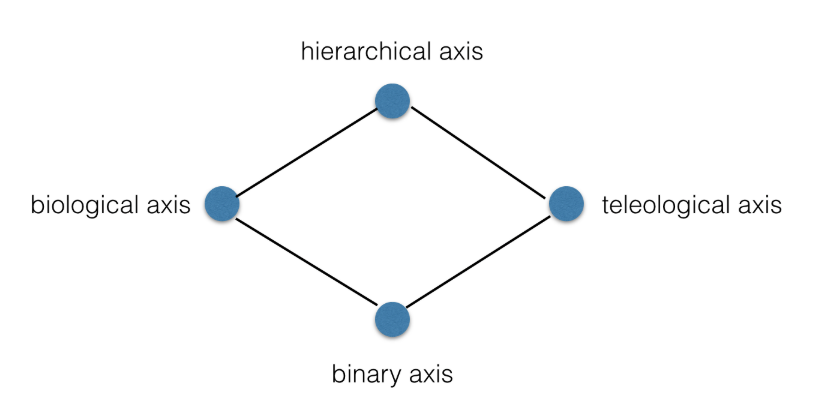 hierarchical axis
biological axis
teleological axis
binary axis